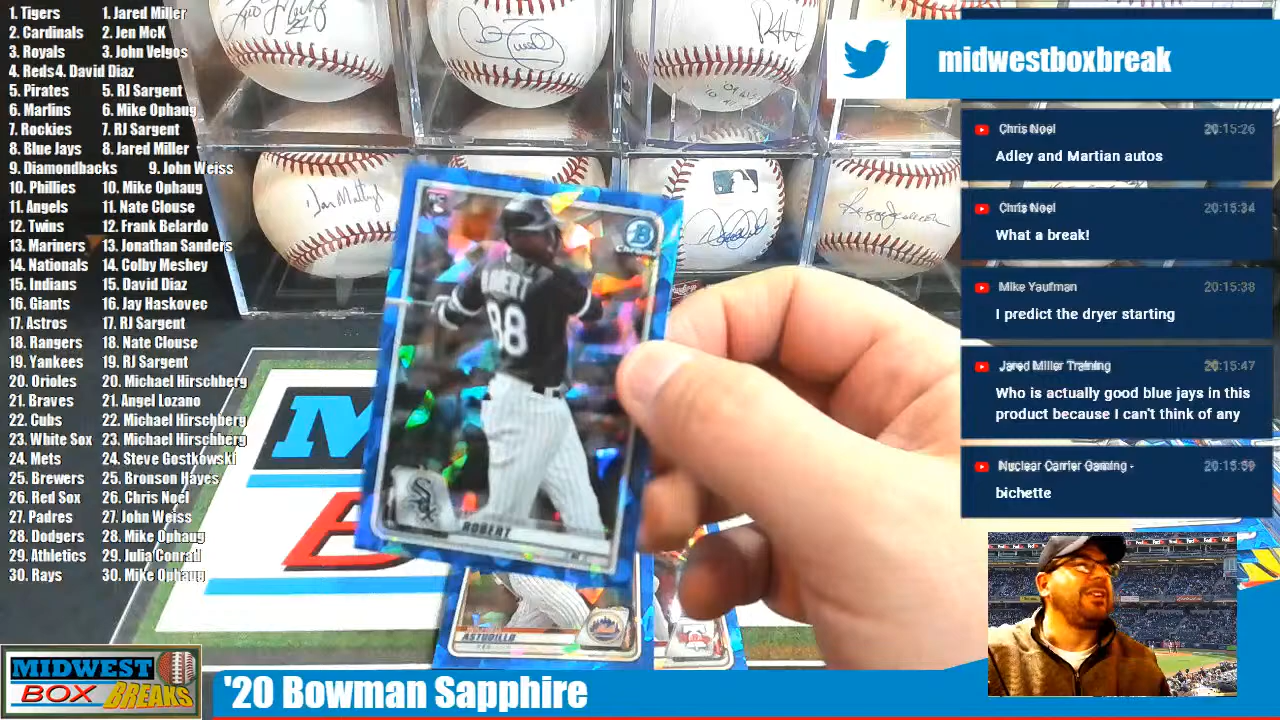 1. Tigers 1. Jared Miller
2. Cardinals 2. Jen McK
3. Royals 3. John Velgos
4. Reds 4. David Diaz
5. Pirates 5. RJ Sargent
6. Marlins 6. Mike Ophaug
7. Rockies 7. RJ Sargent
8. Blue Jays 8. Jared Miller
9. Diamondbacks 9. John Weiss
10. Phillies 10. Mike Ophaug
11. Angels 11. Nate Clouse
12. Twins 12. Frank Belardo
13. Mariners 13. Jonathan Sanders
14. Nationals 14. Colby Meshey
15. Indians 15. David Diaz
16. Giants 16. Jay Haskovec
17. Astros 17. RJ Sargent
18. Rangers 18. Nate Clouse
19. Yankees 19. RJ Sargent
20. Orioles 20. Michael Hirschberg
21. Braves 21. Angel Lozano
22. Cubs 22. Michael Hirschberg
23. White Sox 23. Michael Hirschberg
24. Mets 24. Steve Gostkowski
25. Brewers 25. Bronson Hayes
26. Red Sox 26. Chris Noel
27. Padres 27. John Weiss
28. Dodgers 28. Mike Ophaug
29. Athletics 29. Julia Conrad
30. Rays 30. Mike Ophaug
midwestboxbreak
Chris Noel 20:15:26
Adley and Martian autos
Chris Noel 20:15:34
What a break!
Mike Yaufman 20:15:38
I predict the dryer starting
Jared Miller Training 20:15:47
Who is actually good blue jays in this
product because I can't think of any
Nuclear Carrier Gaming - 20:15:59
bichette
RC
B
Chrome
88
Sox
ROBERT
ASTUDILLO
M
B
FedEx
MIDWEST
BOX BREAKS
'20 Bowman Sapphire